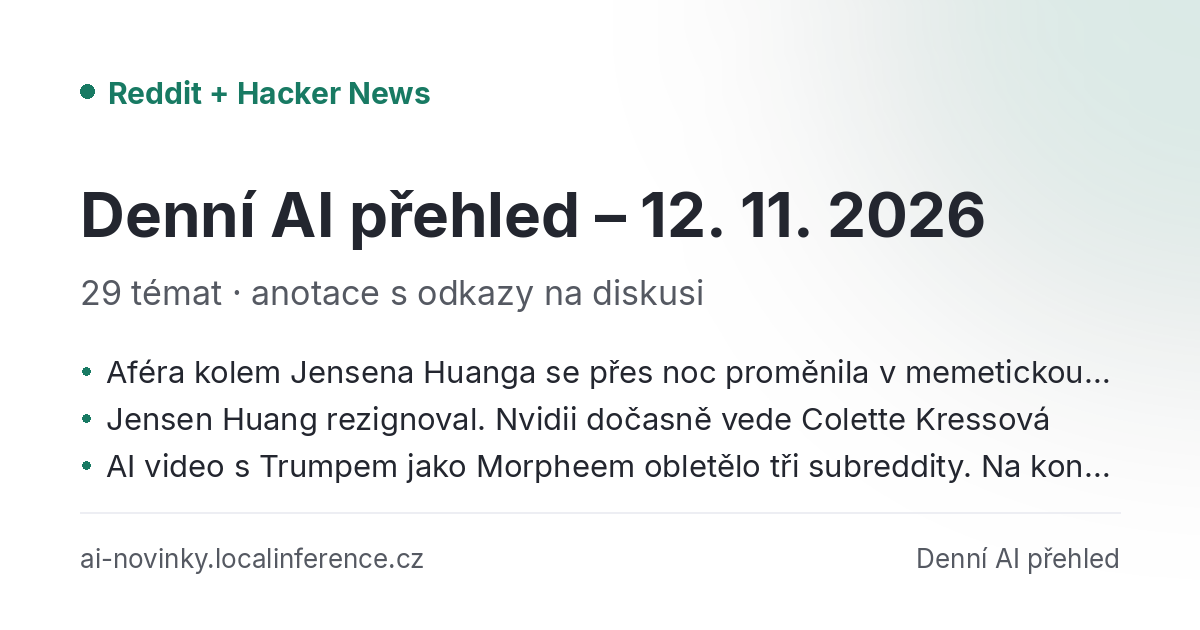 Reddit + Hacker News
Denní AI přehled – 12. 11. 2026
29 témat · anotace s odkazy na diskusi
• Aféra kolem Jensena Huanga se přes noc proměnila v memetickou...
• Jensen Huang rezignoval. Nvidii dočasně vede Colette Kressová
• AI video s Trumpem jako Morpheem obletělo tři subreddity. Na kon...
ai-novinky.localinference.cz
Denní AI přehled